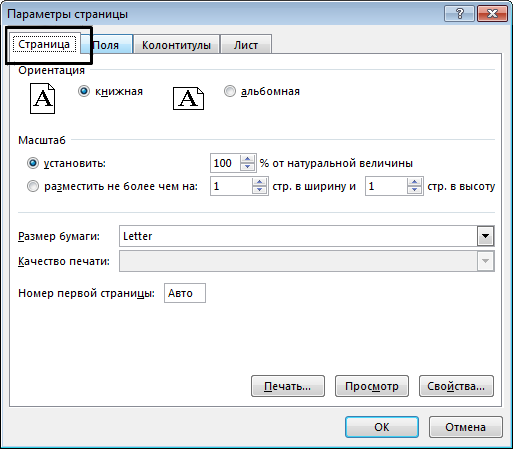 Параметры страницы
Страница Поля Колонтитулы Лист
Ориентация
A книжная A альбомная
Масштаб
установить: 100 % от натуральной величины
разместить не более чем на: 1 стр. в ширину и 1 стр. в высоту
Размер бумаги: Letter
Качество печати:
Номер первой страницы: Авто
Печать... Просмотр Свойства...
ОК Отмена